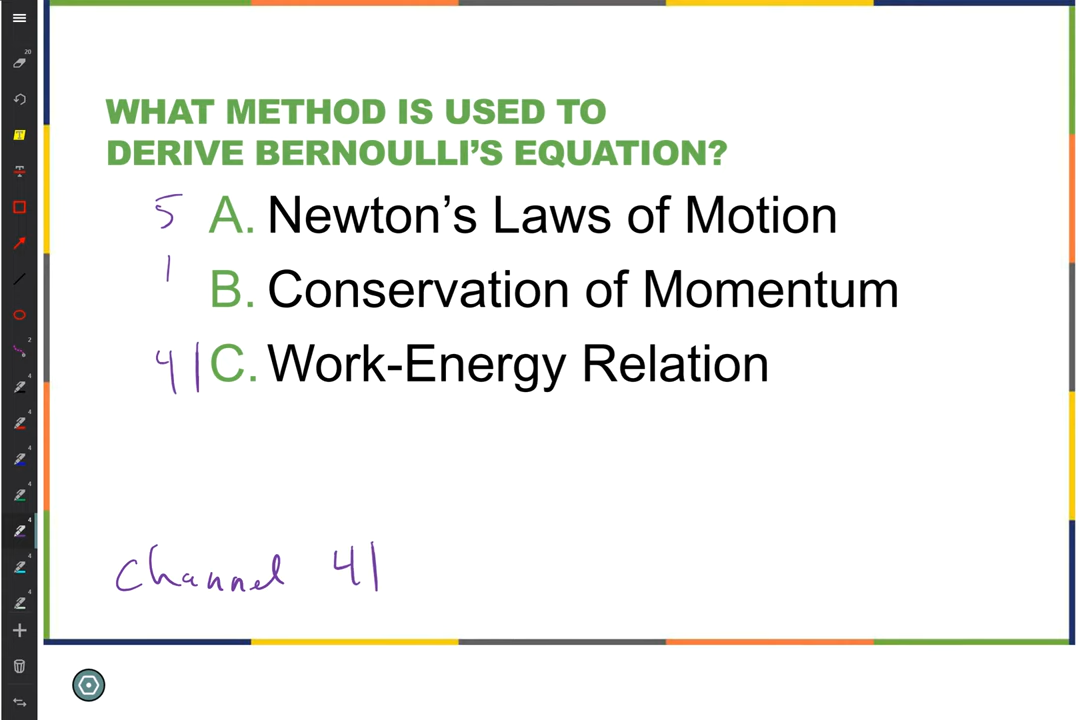 WHAT METHOD IS USED TO
DERIVE BERNOULLI'S EQUATION?
5 A. Newton's Laws of Motion
1 B. Conservation of Momentum
41 C. Work-Energy Relation
Channel 41